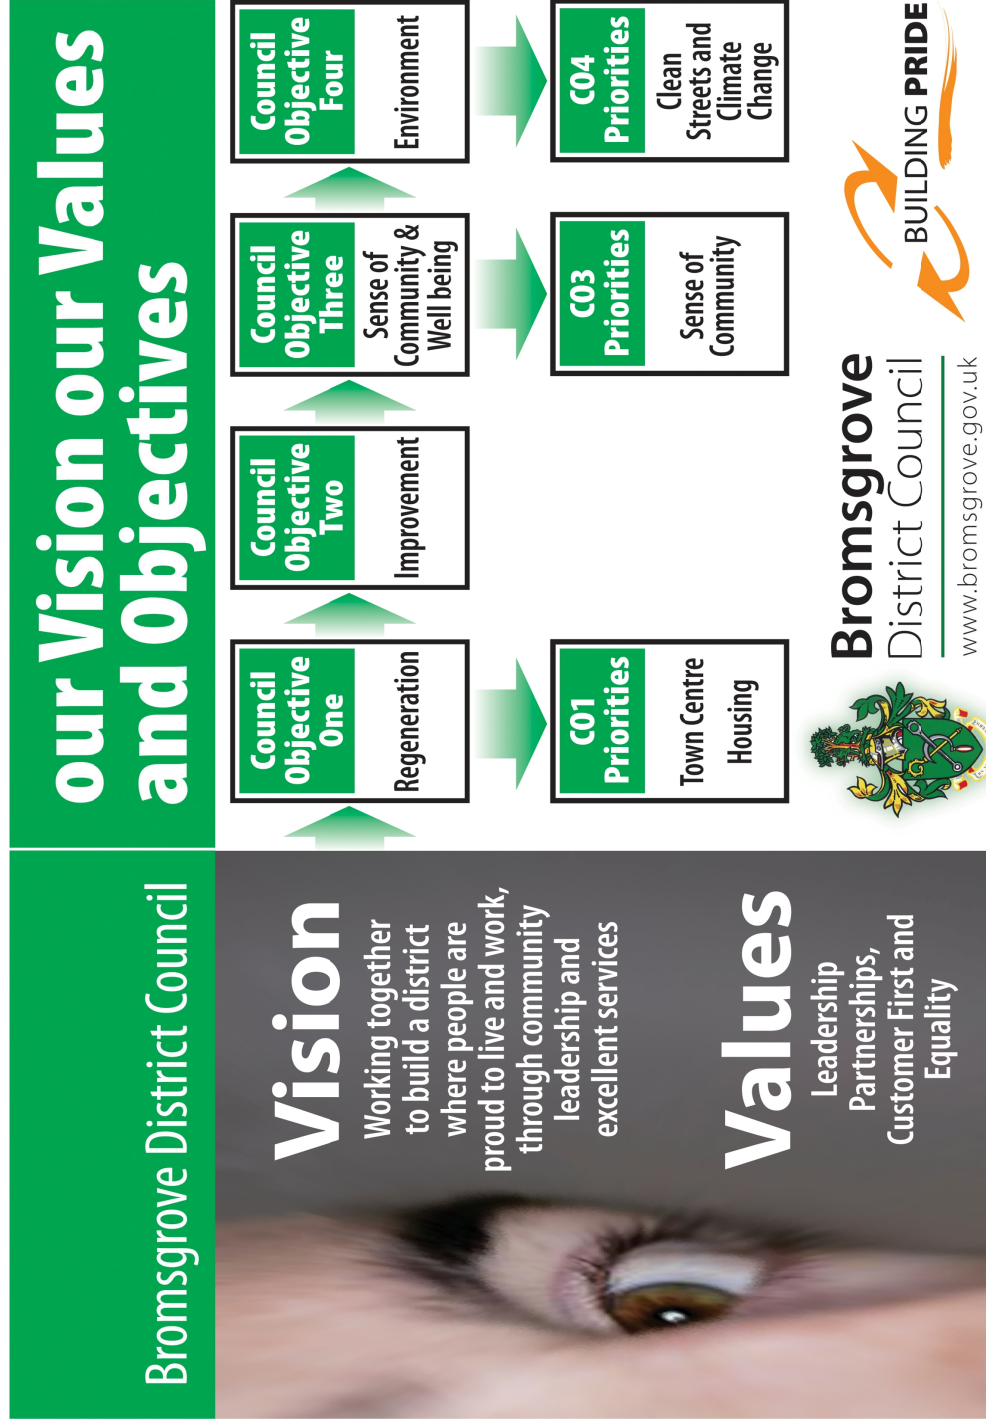 Bromsgrove District Council
our Vision our Values
and Objectives
Vision
Working together
to build a district
where people are
proud to live and work,
through community
leadership and
excellent services
Values
Leadership
Partnerships,
Customer First and
Equality
Council
Objective
One
Regeneration
Council
Objective
Two
Improvement
Council
Objective
Three
Sense of
Community &
Well being
Council
Objective
Four
Environment
CO1
Priorities
Town Centre
Housing
CO3
Priorities
Sense of
Community
CO4
Priorities
Clean
Streets and
Climate
Change
Bromsgrove
District Council
www.bromsgrove.gov.uk
BUILDING PRIDE